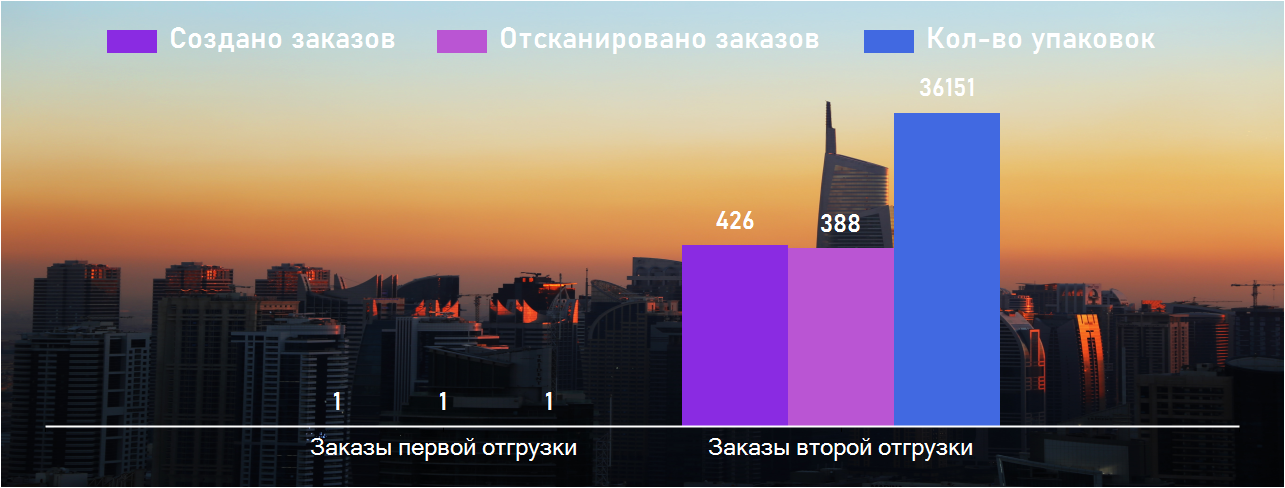 Создано заказов Отсканировано заказов Кол-во упаковок
36151
426 388
1 1 1
Заказы первой отгрузки Заказы второй отгрузки